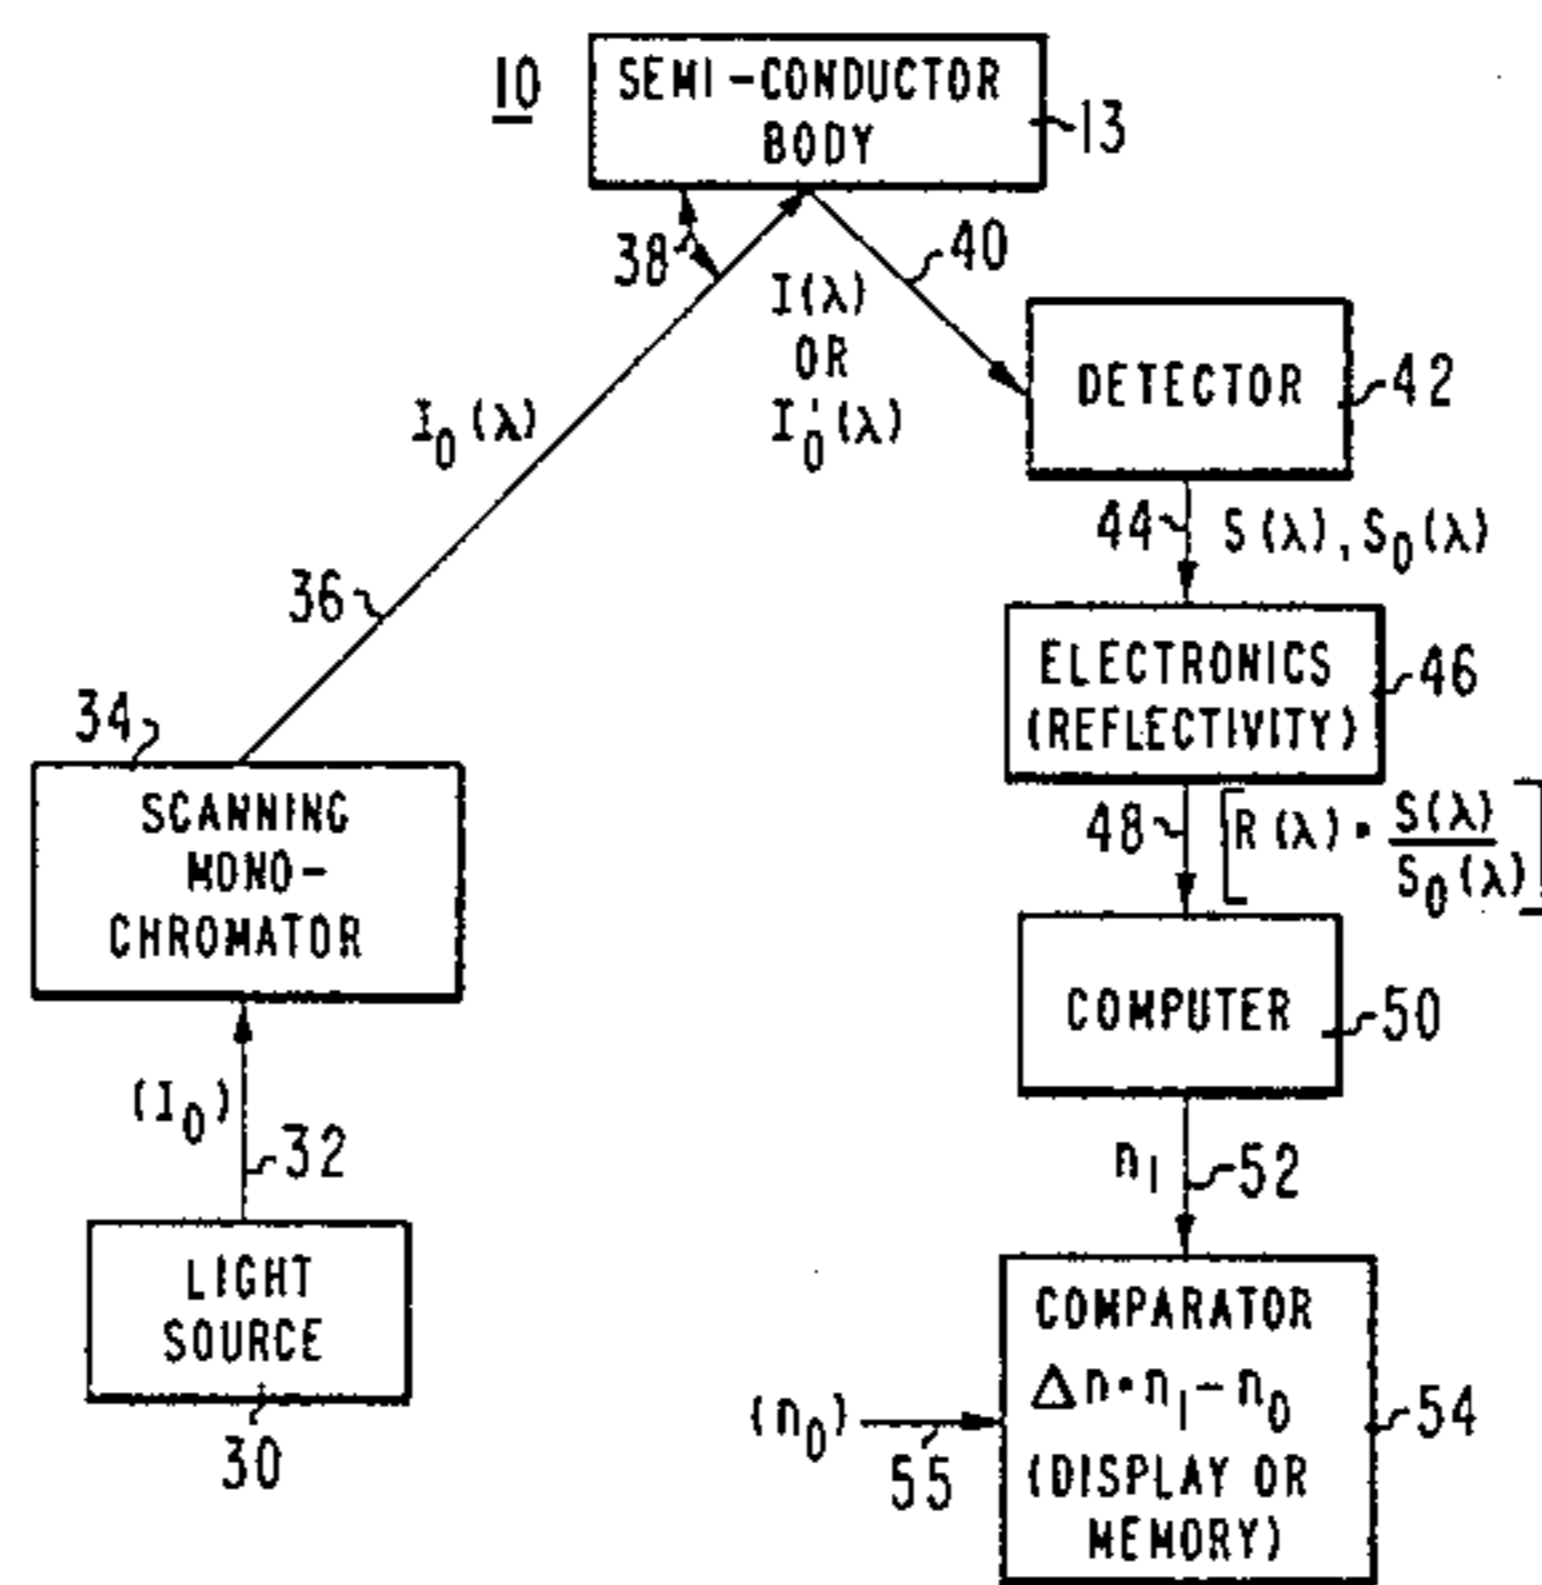 10
SEMI-CONDUCTOR
BODY
13
38
40
I(λ)
OR
I₀'(λ)
I₀(λ)
DETECTOR
42
44
S(λ), S₀(λ)
36
ELECTRONICS
(REFLECTIVITY)
46
34
SCANNING
MONO-
CHROMATOR
48
[R(λ) = S(λ)/S₀(λ)]
COMPUTER
50
(I₀)
32
n₁
52
LIGHT
SOURCE
30
COMPARATOR
Δn = n₁ - n₀
(DISPLAY OR
MEMORY)
54
(n₀)
55